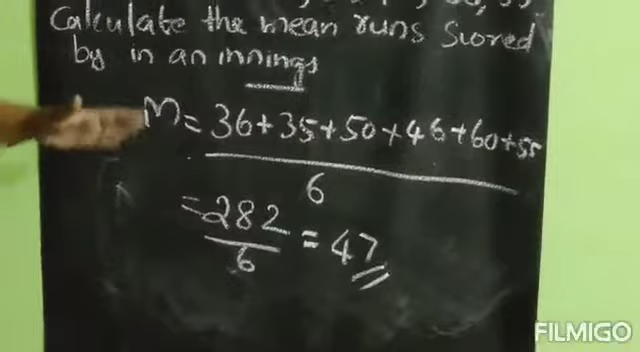 Calculate the mean runs scored
by in an innings
M = 36+35+50+46+60+55
6
= 282
6
= 47
FILMIGO